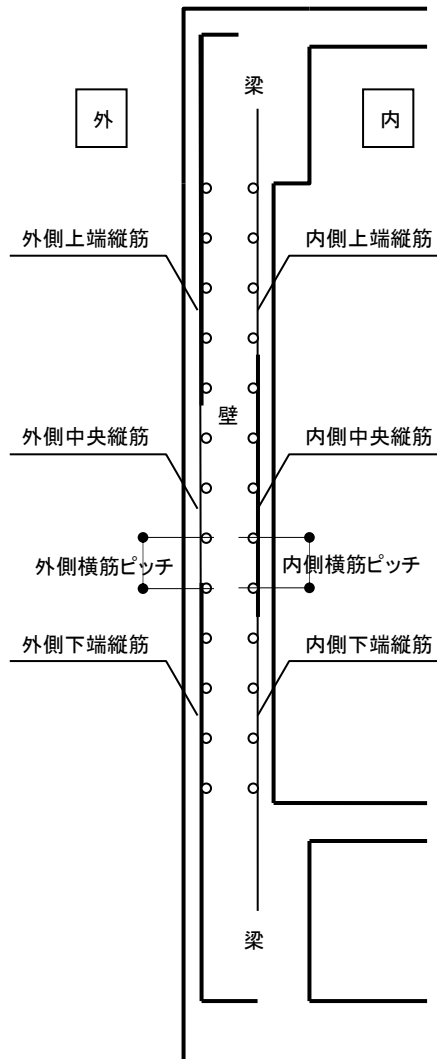 梁
外
内
外側上端縦筋
内側上端縦筋
壁
外側中央縦筋
内側中央縦筋
外側横筋ピッチ
内側横筋ピッチ
外側下端縦筋
内側下端縦筋
梁